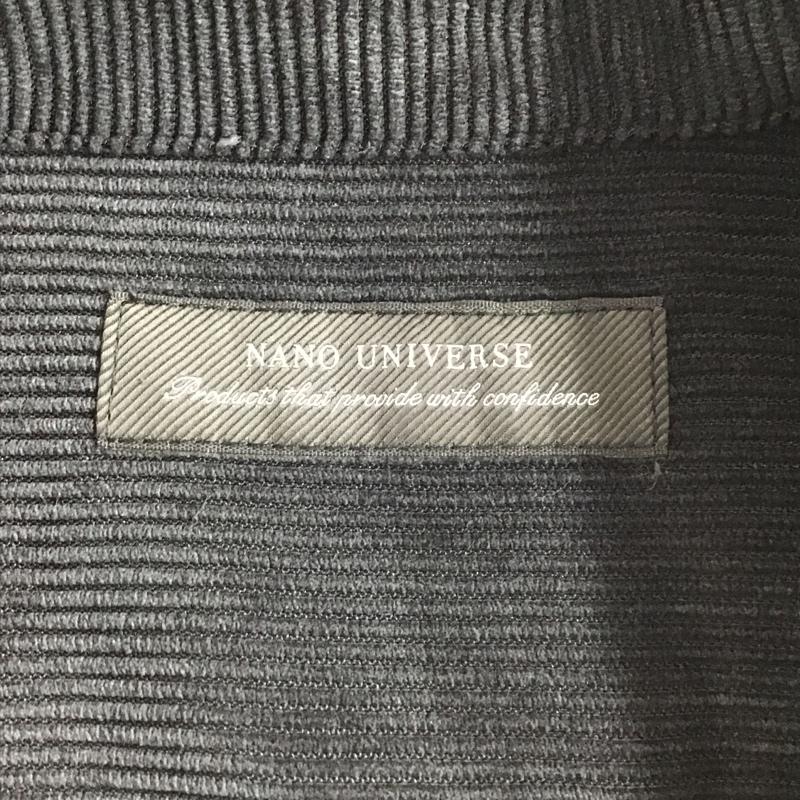 NANO UNIVERSE
Products that provide with confidence